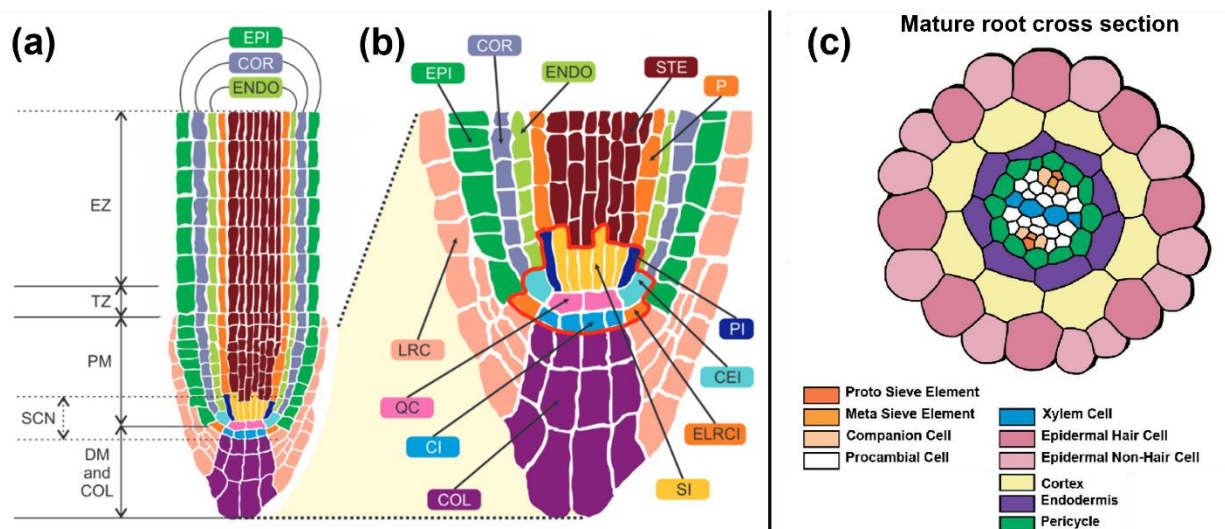 (a)
EPI
COR
ENDO
EZ
TZ
PM
SCN
DM
and
COL
(b)
COR
EPI
ENDO
STE
P
LRC
QC
CI
COL
PI
CEI
ELRCI
SI
Mature root cross section
(c)
Proto Sieve Element
Meta Sieve Element
Companion Cell
Procambial Cell
Xylem Cell
Epidermal Hair Cell
Epidermal Non-Hair Cell
Cortex
Endodermis
Pericycle